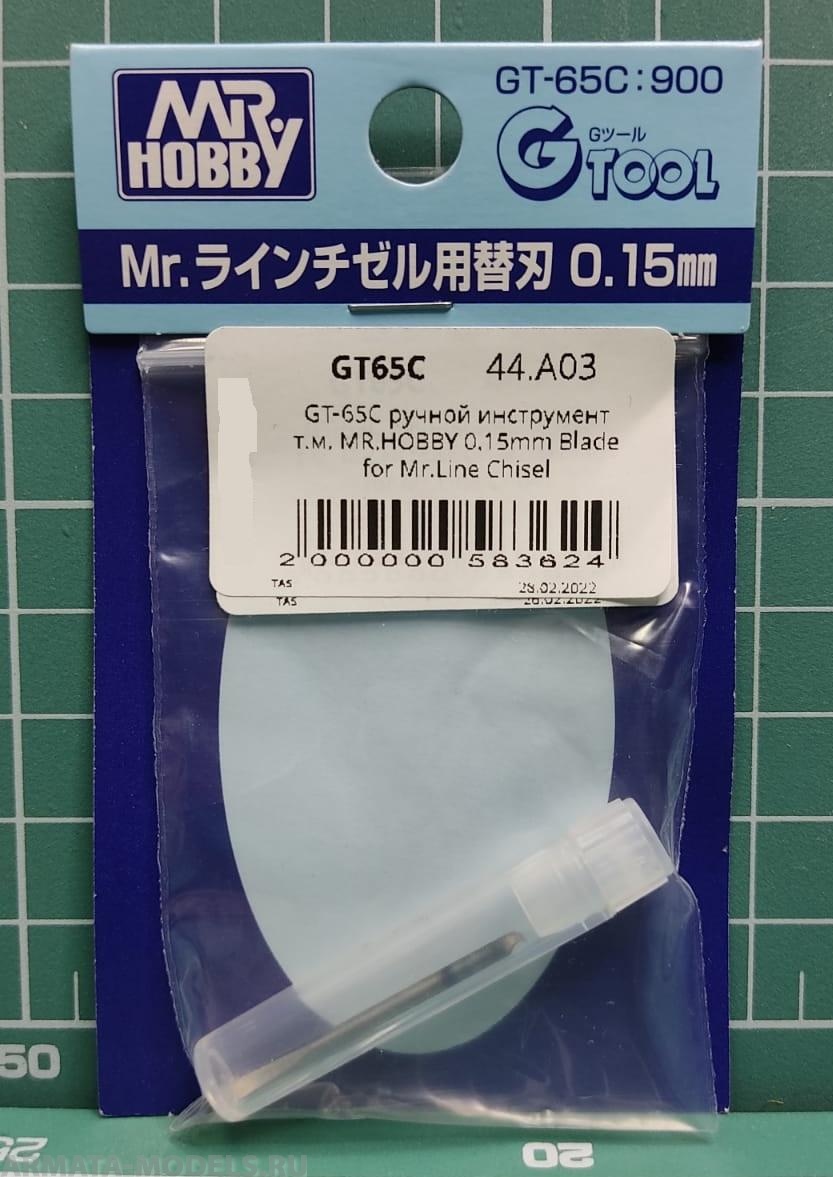 MR.
HOBBY
GT-65C:900
Gツール
G TOOL
Mr.ラインチゼル用替刃 0.15mm
GT65C 44.A03
GT-65C ручной инструмент
т.м. MR.HOBBY 0,15mm Blade
for Mr.Line Chisel
2 000000 583624
TAS 28.02.2022
TAS 28.02.2022
50
20
ARMATA-MODELS.RU